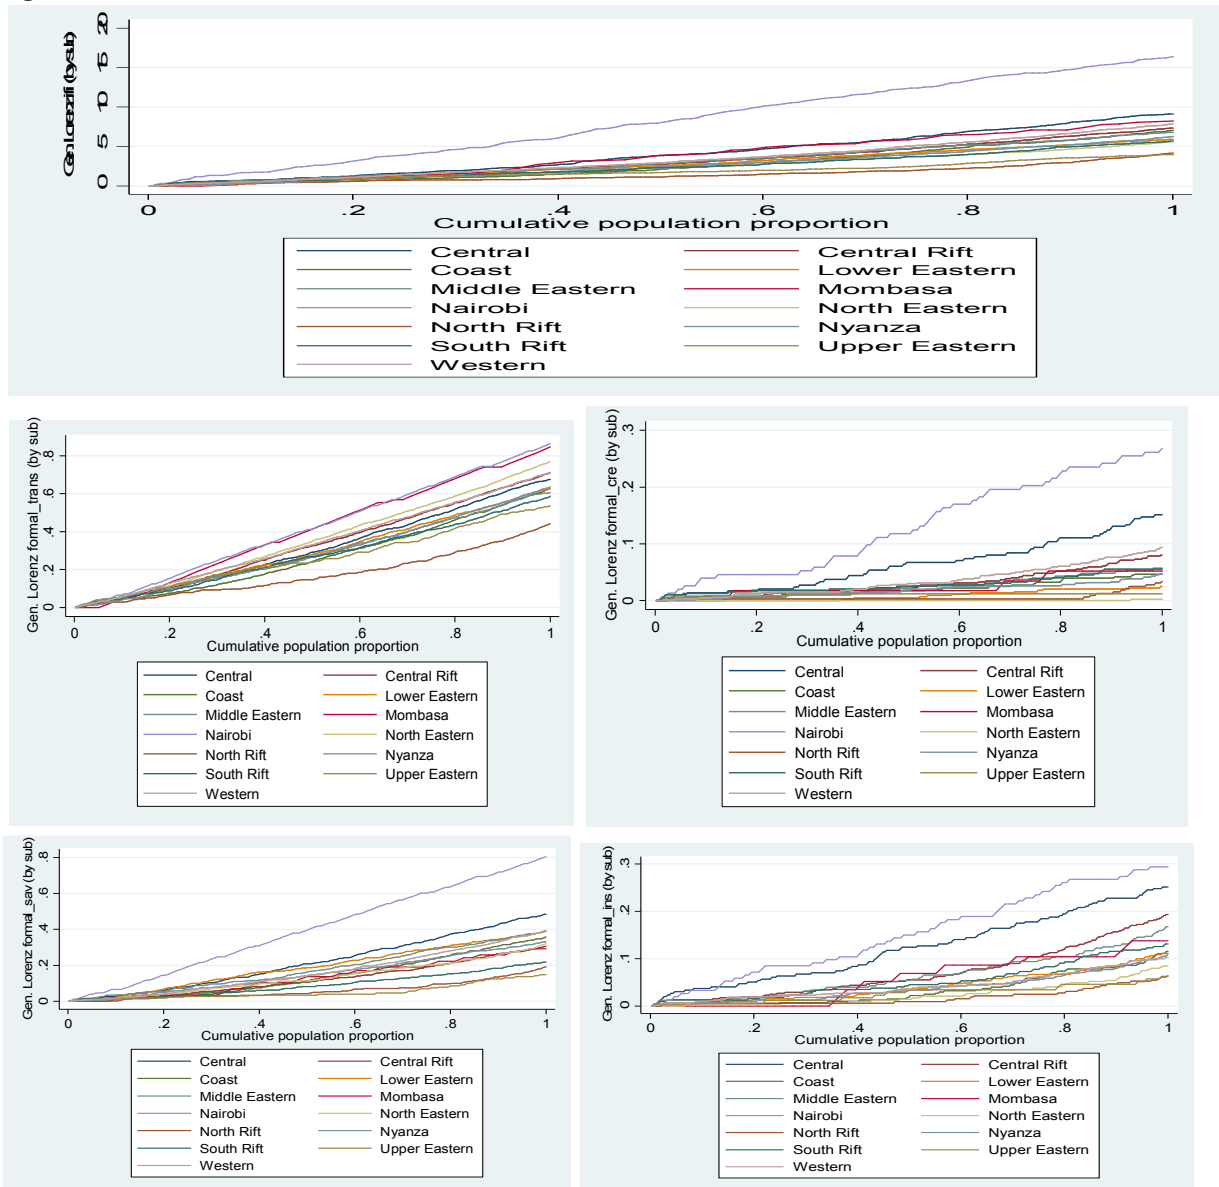 20
15
10
5
0
0 .2 .4 .6 .8 1
Cumulative population proportion
Central Central Rift
Coast Lower Eastern
Middle Eastern Mombasa
Nairobi North Eastern
North Rift Nyanza
South Rift Upper Eastern
Western
Gen. Lorenz formal_trans (by sub)
.8
.6
.4
.2
0
0 .2 .4 .6 .8 1
Cumulative population proportion
Central Central Rift
Coast Lower Eastern
Middle Eastern Mombasa
Nairobi North Eastern
North Rift Nyanza
South Rift Upper Eastern
Western
Gen. Lorenz formal_cre (by sub)
.3
.2
.1
0
0 .2 .4 .6 .8 1
Cumulative population proportion
Central Central Rift
Coast Lower Eastern
Middle Eastern Mombasa
Nairobi North Eastern
North Rift Nyanza
South Rift Upper Eastern
Western
Gen. Lorenz formal_sav (by sub)
.8
.6
.4
.2
0
0 .2 .4 .6 .8 1
Cumulative population proportion
Central Central Rift
Coast Lower Eastern
Middle Eastern Mombasa
Nairobi North Eastern
North Rift Nyanza
South Rift Upper Eastern
Western
Gen. Lorenz formal_ins (by sub)
.3
.2
.1
0
0 .2 .4 .6 .8 1
Cumulative population proportion
Central Central Rift
Coast Lower Eastern
Middle Eastern Mombasa
Nairobi North Eastern
North Rift Nyanza
South Rift Upper Eastern
Western